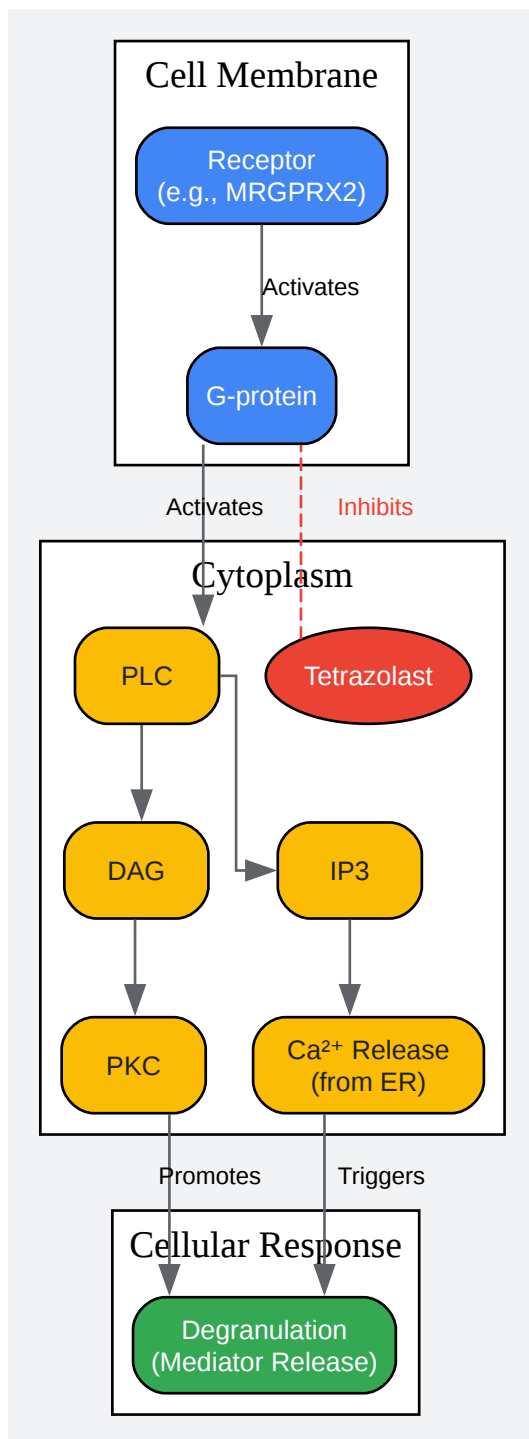 Cell Membrane
Receptor
(e.g., MRGPRX2)
Activates
G-protein
Activates
Inhibits
Cytoplasm
PLC
Tetrazolast
DAG
IP3
PKC
Ca²⁺ Release
(from ER)
Promotes
Triggers
Cellular Response
Degranulation
(Mediator Release)